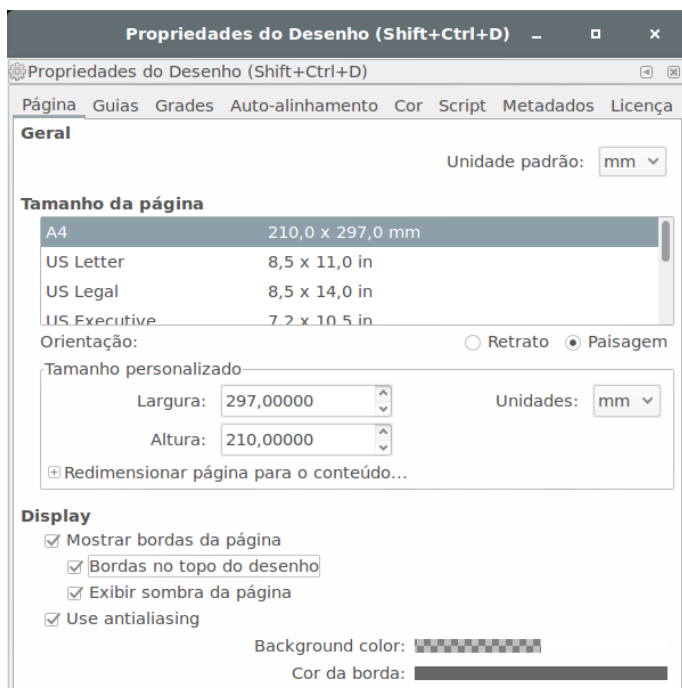 Propriedades do Desenho (Shift+Ctrl+D)
Propriedades do Desenho (Shift+Ctrl+D)
Página Guias Grades Auto-alinhamento Cor Script Metadados Licença
Geral
Unidade padrão: mm
Tamanho da página
A4 210,0 x 297,0 mm
US Letter 8,5 x 11,0 in
US Legal 8,5 x 14,0 in
US Executive 7,2 x 10,5 in
Orientação: Retrato Paisagem
Tamanho personalizado
Largura: 297,00000 Unidades: mm
Altura: 210,00000
Redimensionar página para o conteúdo...
Display
Mostrar bordas da página
Bordas no topo do desenho
Exibir sombra da página
Use antialiasing
Background color:
Cor da borda: